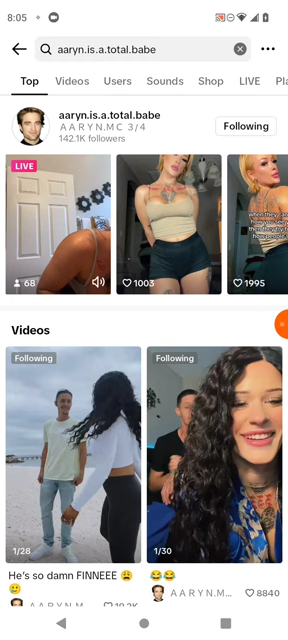 8:05
aaryn.is.a.total.babe
Top Videos Users Sounds Shop LIVE
aaryn.is.a.total.babe
A A R Y N.M C 3 / 4
142.1K followers
Following
LIVE
68
1003
1995
Videos
Following
Following
1/28
1/30
He's so damn FINNEEE 😩
🥲
😂😂
A A R Y N.M...
8840